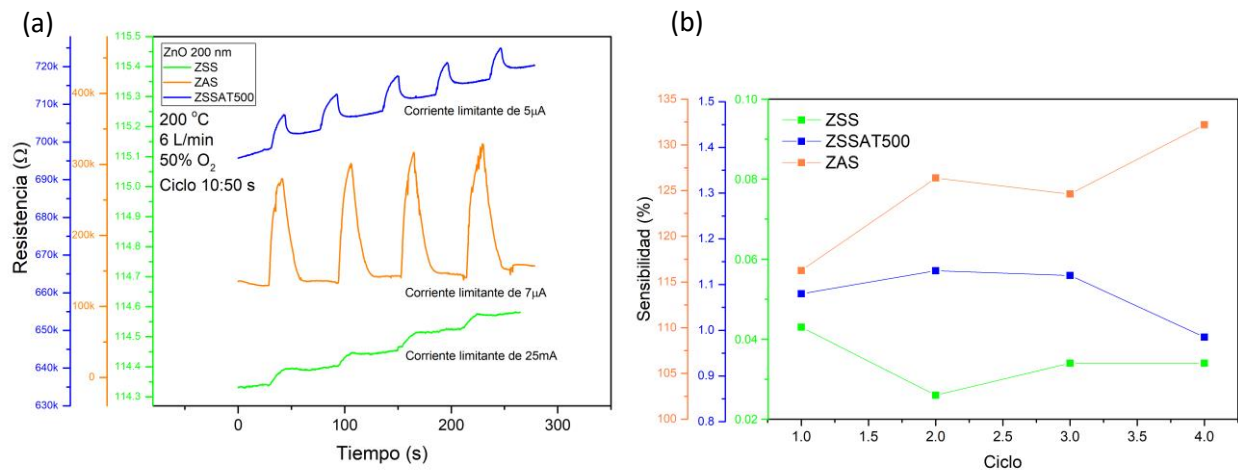 (a)
Resistencia (Ω)
720k
710k
700k
690k
680k
670k
660k
650k
640k
630k
400k
300k
200k
100k
0
115.5
115.4
115.3
115.2
115.1
115.0
114.9
114.8
114.7
114.6
114.5
114.4
114.3
ZnO 200 nm
ZSS
ZAS
ZSSAT500
200 °C
6 L/min
50% O₂
Ciclo 10:50 s
Corriente limitante de 5µA
Corriente limitante de 7µA
Corriente limitante de 25mA
0 100 200 300
Tiempo (s)
(b)
Sensibilidad (%)
135
130
125
120
115
110
105
100
1.5
1.4
1.3
1.2
1.1
1.0
0.9
0.8
0.10
0.08
0.06
0.04
0.02
ZSS
ZSSAT500
ZAS
1.0 1.5 2.0 2.5 3.0 3.5 4.0
Ciclo